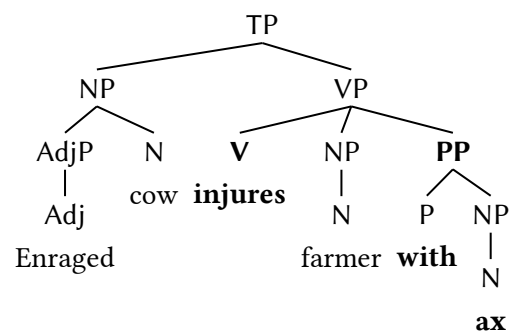 TP
NP VP
AdjP N V NP PP
cow injures
Adj N P NP
Enraged farmer with
N
ax